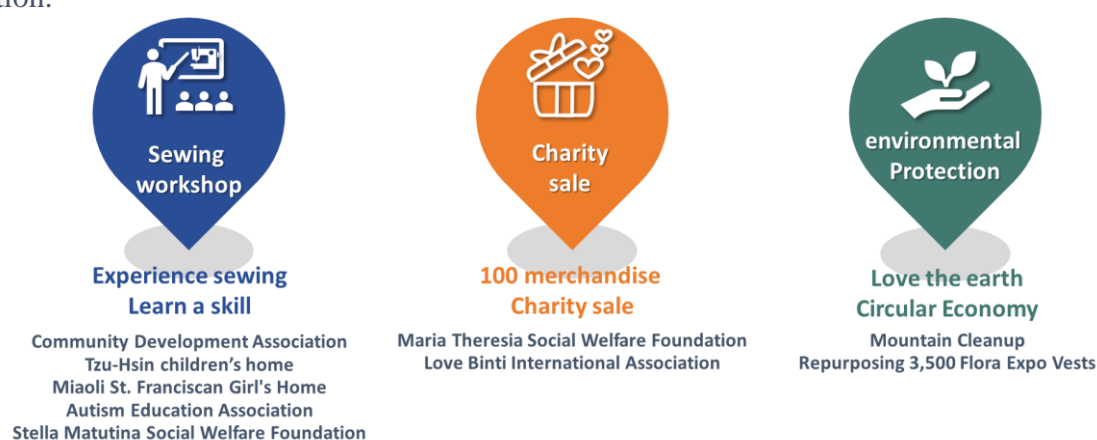 Sewing
workshop
Experience sewing
Learn a skill
Community Development Association
Tzu-Hsin children's home
Miaoli St. Franciscan Girl's Home
Autism Education Association
Stella Matutina Social Welfare Foundation
Charity
sale
100 merchandise
Charity sale
Maria Theresia Social Welfare Foundation
Love Binti International Association
environmental
Protection
Love the earth
Circular Economy
Mountain Cleanup
Repurposing 3,500 Flora Expo Vests